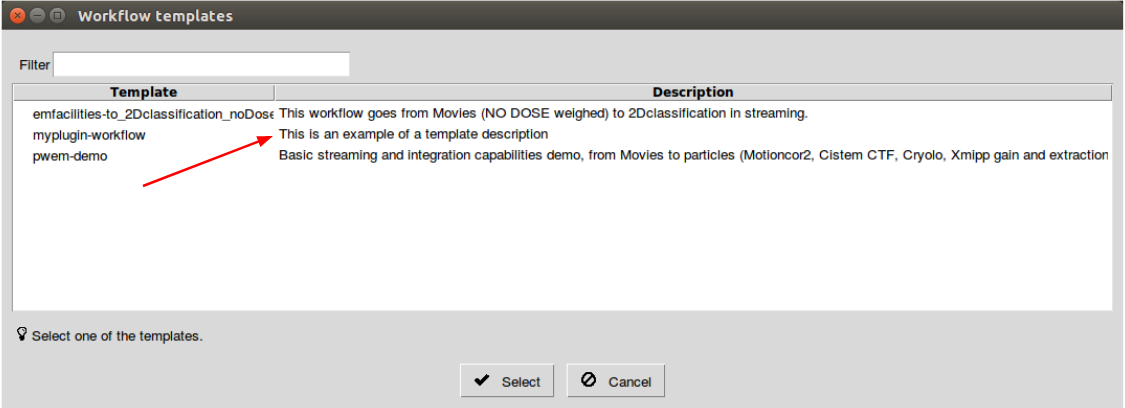 Workflow templates
Filter
Template Description
emfacilities-to_2Dclassification_noDose This workflow goes from Movies (NO DOSE weighed) to 2Dclassification in streaming.
myplugin-workflow This is an example of a template description
pwem-demo Basic streaming and integration capabilities demo, from Movies to particles (Motioncor2, Cistem CTF, Cryolo, Xmipp gain and extraction
Select one of the templates.
Select Cancel